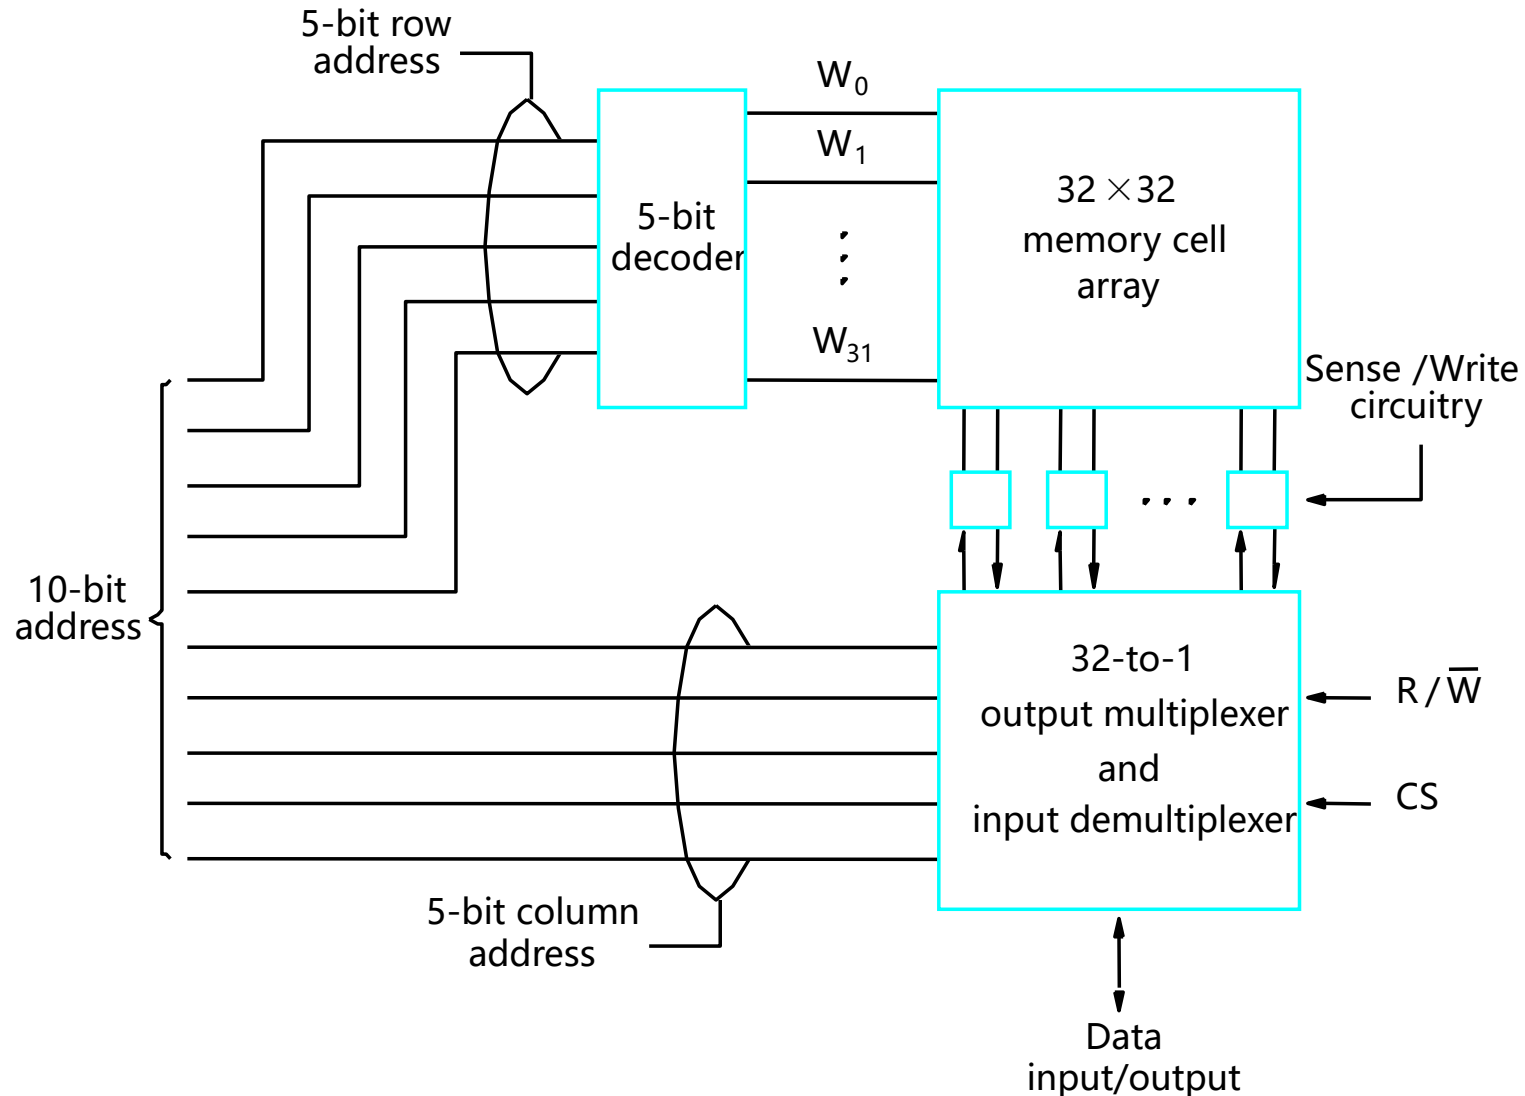 5-bit row
address
W0
W1
32 ×32
memory cell
array
5-bit
decoder
W31
Sense /Write
circuitry
10-bit
address
32-to-1
output multiplexer
and
input demultiplexer
R / W̅
CS
5-bit column
address
Data
input/output